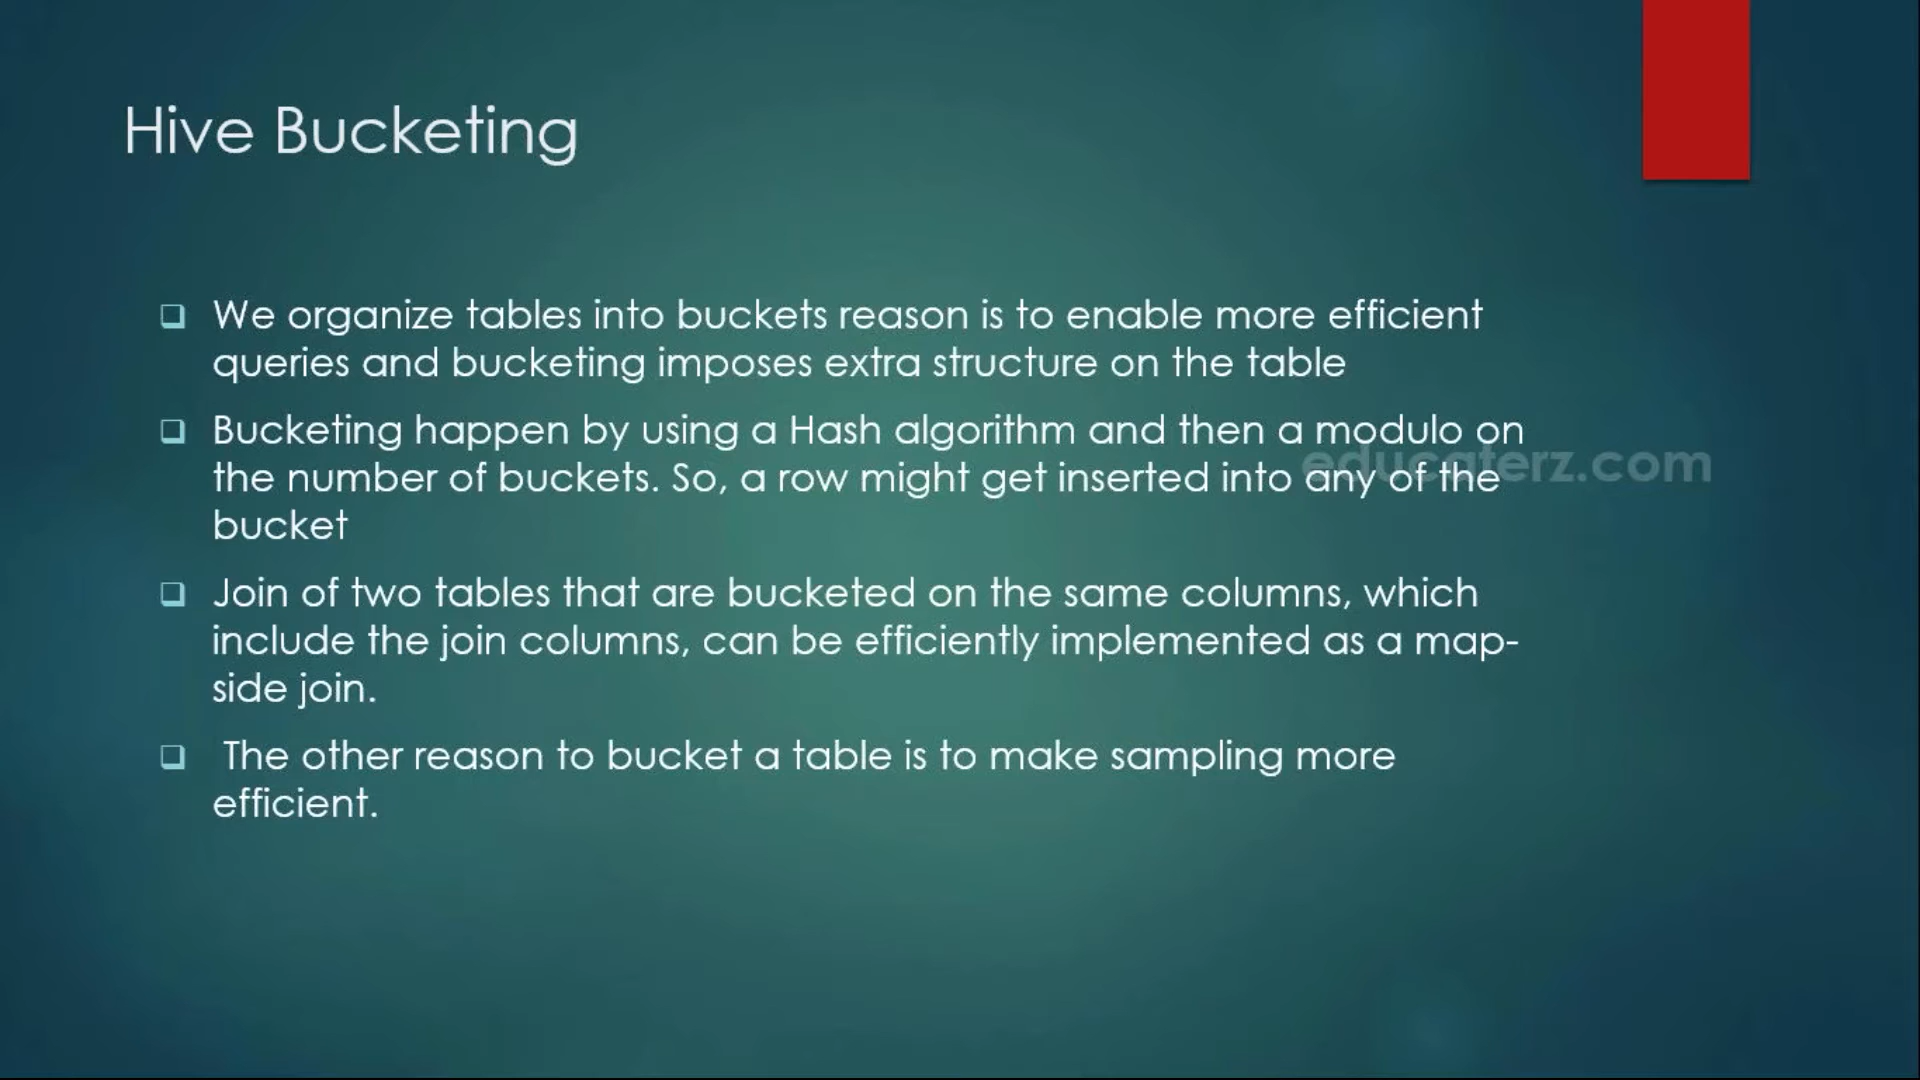 Hive Bucketing
We organize tables into buckets reason is to enable more efficient
queries and bucketing imposes extra structure on the table
Bucketing happen by using a Hash algorithm and then a modulo on
the number of buckets. So, a row might get inserted into any of the
bucket
educaterz.com
Join of two tables that are bucketed on the same columns, which
include the join columns, can be efficiently implemented as a map-
side join.
The other reason to bucket a table is to make sampling more
efficient.